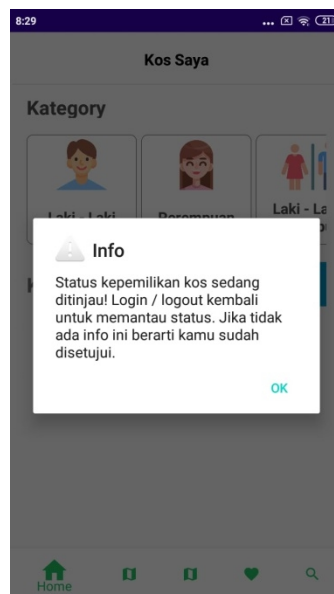 8:29
21
Kos Saya
Kategory
Laki - Laki
Perempuan
Laki - La
Info
Status kepemilikan kos sedang
ditinjau! Login / logout kembali
untuk memantau status. Jika tidak
ada info ini berarti kamu sudah
disetujui.
OK
Home